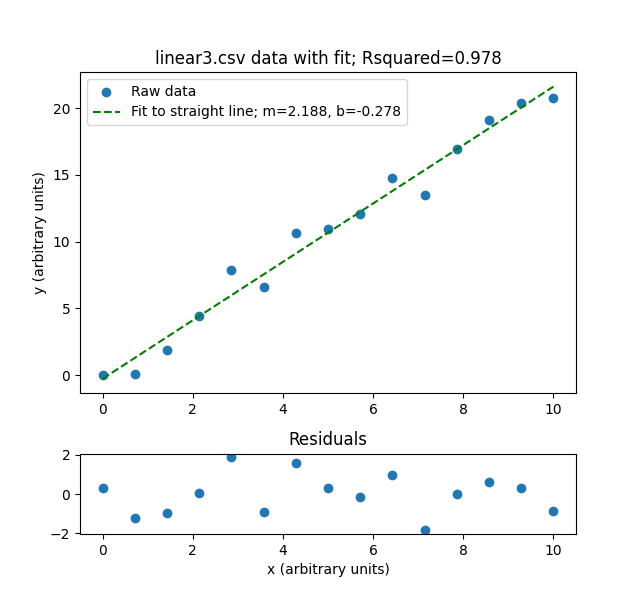 linear3.csv data with fit; Rsquared=0.978
Raw data
Fit to straight line; m=2.188, b=-0.278
y (arbitrary units)
20
15
10
5
0
0 2 4 6 8 10
Residuals
2
0
−2
0 2 4 6 8 10
x (arbitrary units)